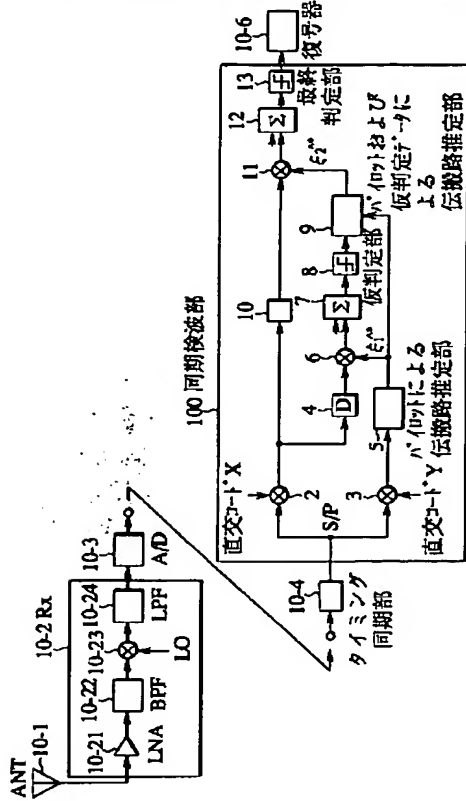 ANT
10-1
10-2 Rx
10-21
LNA
10-22
BPF
10-23
LO
10-24
LPF
10-3
A/D
10-4
タイミング
同期部
100 同期検波部
直交コードX
2
S/P
3
直交コードY
4
D
5
パイロットによる
伝搬路推定部
6
ξ1**
7
Σ
8
仮判定部
9
パイロットおよび
仮判定データに
よる
伝搬路推定部
10
11
ξ2**
12
Σ
13
最終
判定部
10-6
復号器